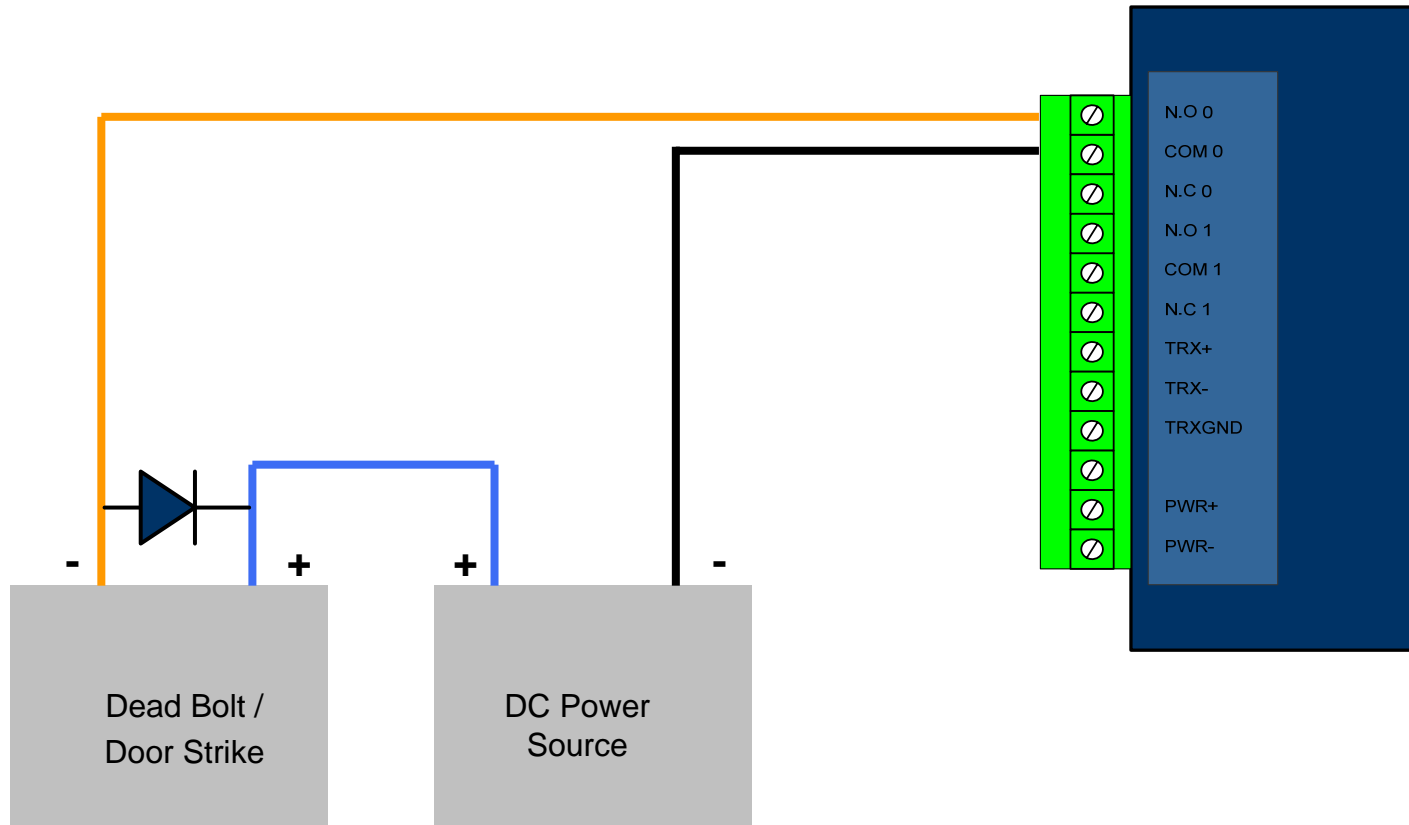 N.O 0
COM 0
N.C 0
N.O 1
COM 1
N.C 1
TRX+
TRX-
TRXGND
PWR+
PWR-
- + + -
Dead Bolt /
Door Strike
DC Power
Source